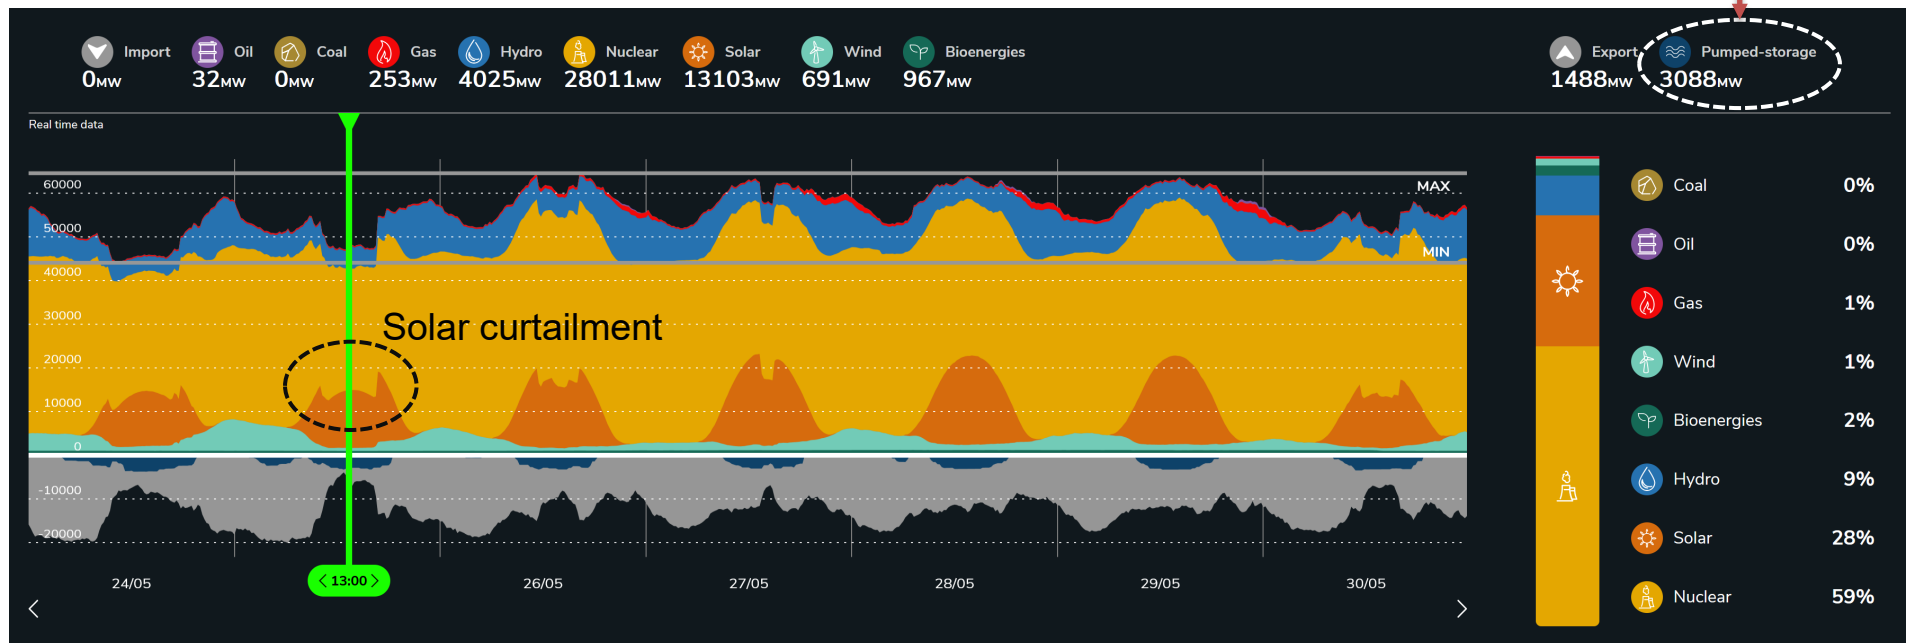 Import Oil Coal Gas Hydro Nuclear Solar Wind Bioenergies Export Pumped-storage
0MW 32MW 0MW 253MW 4025MW 28011MW 13103MW 691MW 967MW 1488MW 3088MW
Real time data
60000
MAX
50000
MIN
40000
30000
Solar curtailment
20000
10000
0
-10000
-20000
24/05 < 13:00 > 26/05 27/05 28/05 29/05 30/05
Coal 0%
Oil 0%
Gas 1%
Wind 1%
Bioenergies 2%
Hydro 9%
Solar 28%
Nuclear 59%